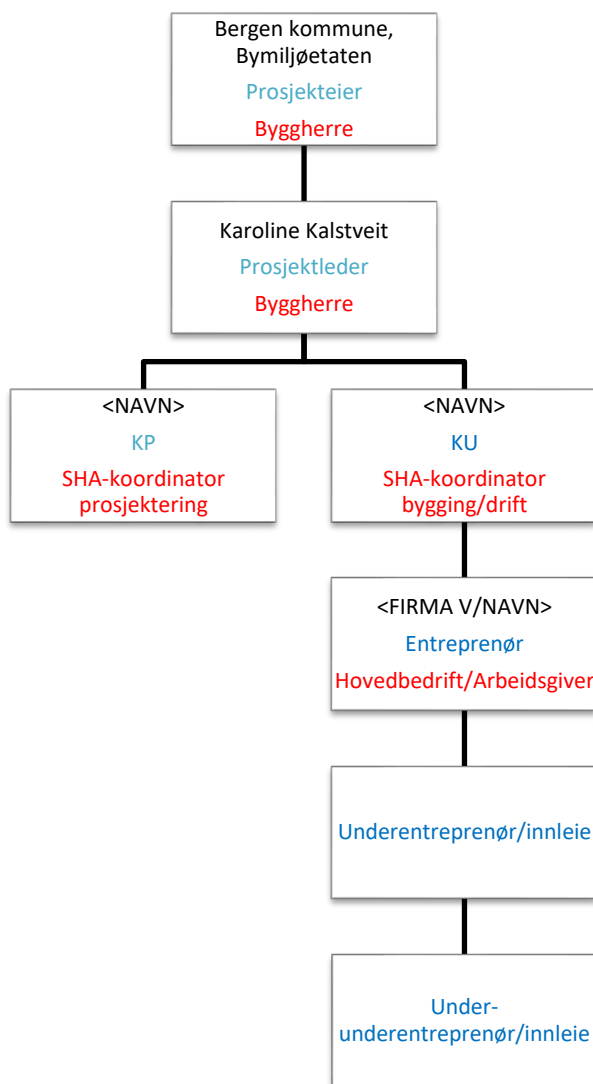 Bergen kommune,
Bymiljøetaten
Prosjekteier
Byggherre
Karoline Kalstveit
Prosjektleder
Byggherre
<NAVN>
KP
SHA-koordinator
prosjektering
<NAVN>
KU
SHA-koordinator
bygging/drift
<FIRMA V/NAVN>
Entreprenør
Hovedbedrift/Arbeidsgiver
Underentreprenør/innleie
Under-
underentreprenør/innleie